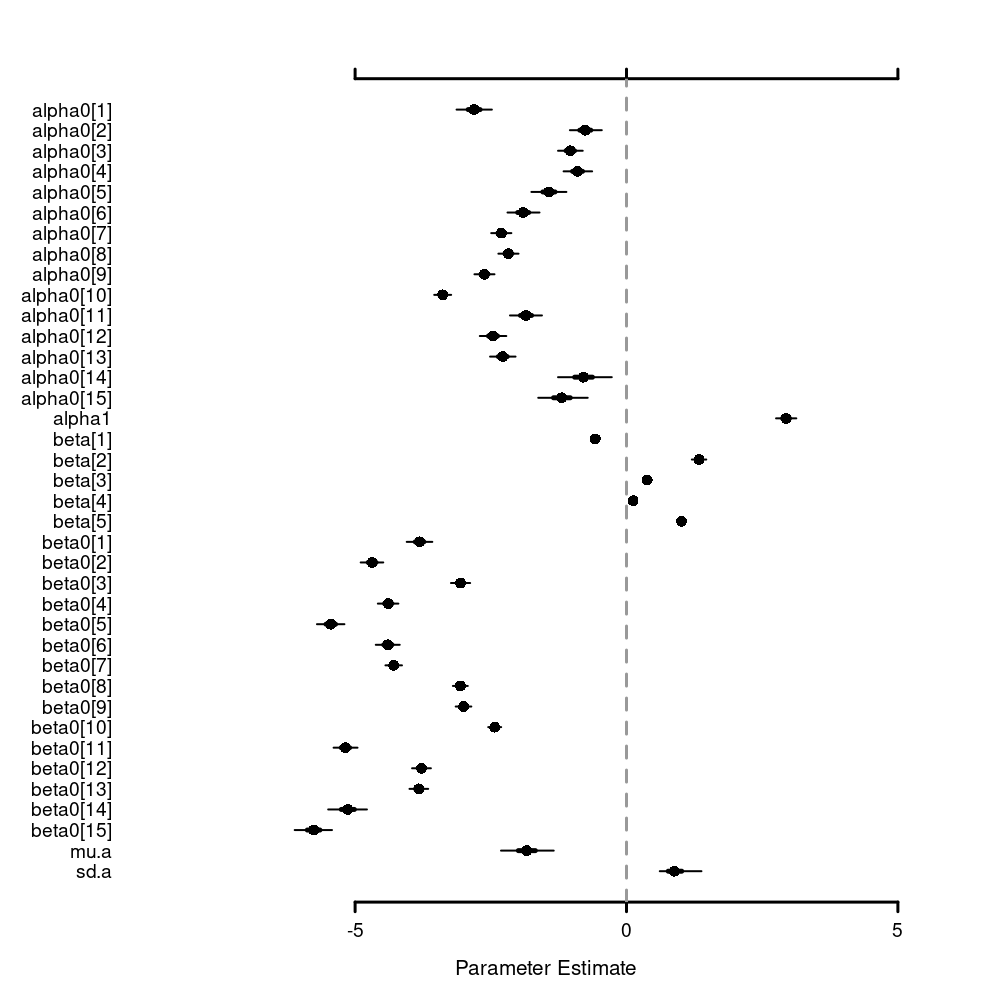 alpha0[1]
alpha0[2]
alpha0[3]
alpha0[4]
alpha0[5]
alpha0[6]
alpha0[7]
alpha0[8]
alpha0[9]
alpha0[10]
alpha0[11]
alpha0[12]
alpha0[13]
alpha0[14]
alpha0[15]
alpha1
beta[1]
beta[2]
beta[3]
beta[4]
beta[5]
beta0[1]
beta0[2]
beta0[3]
beta0[4]
beta0[5]
beta0[6]
beta0[7]
beta0[8]
beta0[9]
beta0[10]
beta0[11]
beta0[12]
beta0[13]
beta0[14]
beta0[15]
mu.a
sd.a
-5 0 5
Parameter Estimate